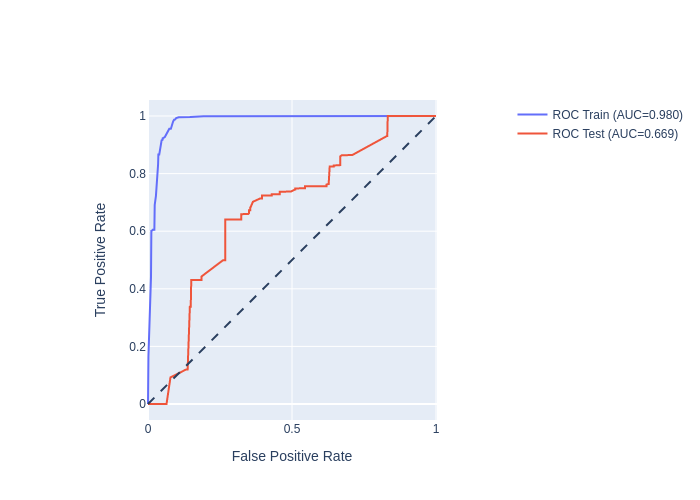 ROC Train (AUC=0.980)
ROC Test (AUC=0.669)
1
0.8
0.6
0.4
0.2
0
True Positive Rate
0
0.5
1
False Positive Rate